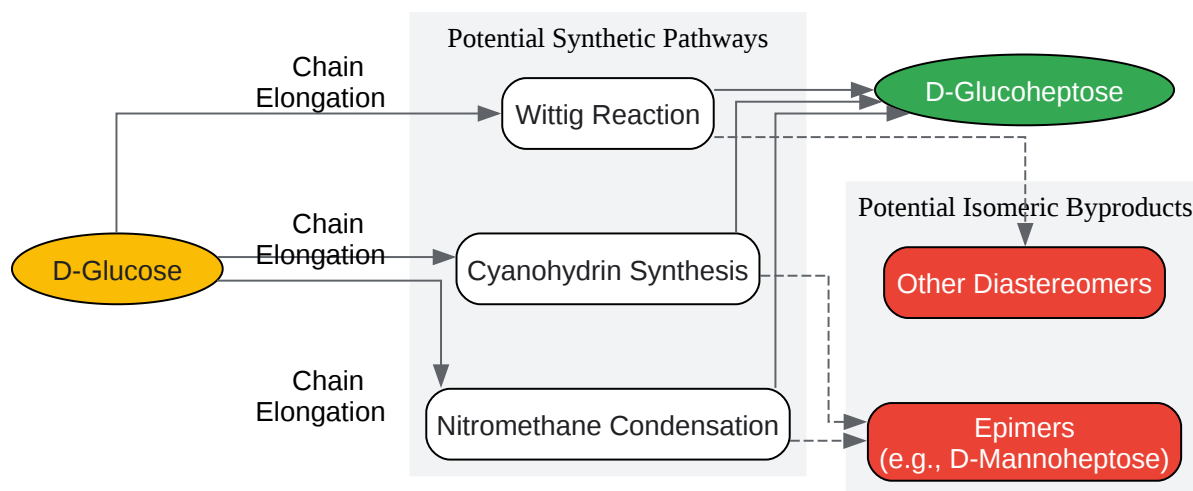 Potential Synthetic Pathways
Chain
Elongation
Wittig Reaction
D-Glucoheptose
Potential Isomeric Byproducts
Chain
Elongation
D-Glucose
Cyanohydrin Synthesis
Other Diastereomers
Chain
Elongation
Nitromethane Condensation
Epimers
(e.g., D-Mannoheptose)